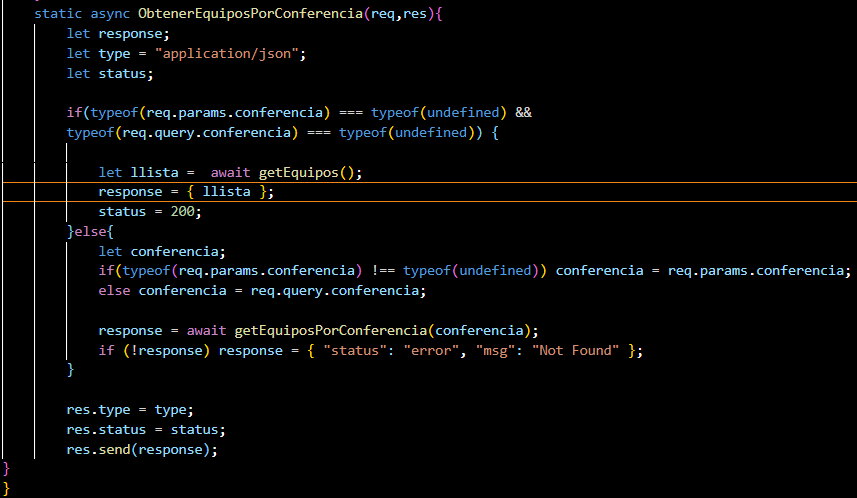 static async ObtenerEquiposPorConferencia(req,res){
let response;
let type = "application/json";
let status;
if(typeof(req.params.conferencia) === typeof(undefined) &&
typeof(req.query.conferencia) === typeof(undefined)) {
let llista =  await getEquipos();
response = { llista };
status = 200;
}else{
let conferencia;
if(typeof(req.params.conferencia) !== typeof(undefined)) conferencia = req.params.conferencia;
else conferencia = req.query.conferencia;
response = await getEquiposPorConferencia(conferencia);
if (!response) response = { "status": "error", "msg": "Not Found" };
}
res.type = type;
res.status = status;
res.send(response);
}
}